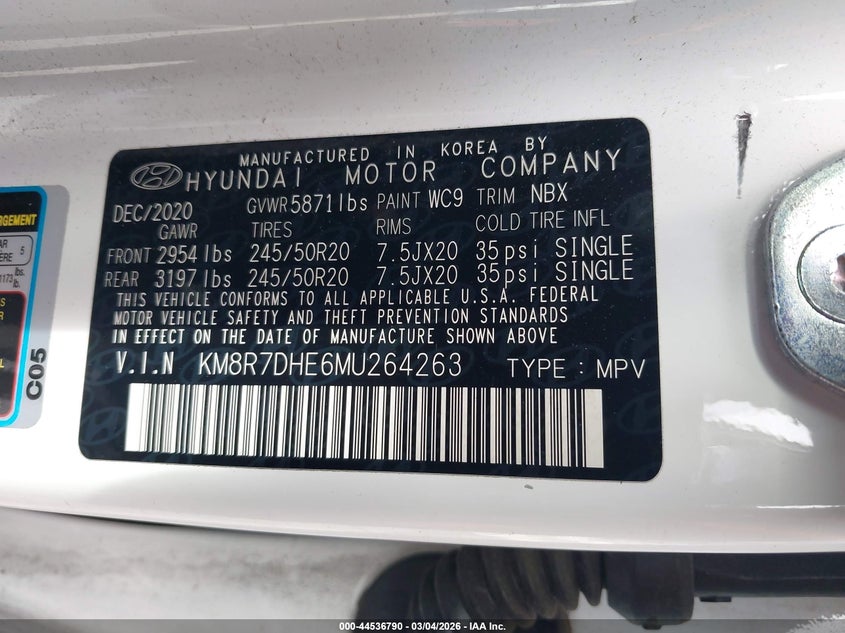 MANUFACTURED IN KOREA BY
HYUNDAI MOTOR COMPANY
DEC/2020 GVWR 5871 lbs PAINT WC9 TRIM NBX
GAWR TIRES RIMS COLD TIRE INFL
FRONT 2954 lbs 245/50R20 7.5JX20 35 psi SINGLE
REAR 3197 lbs 245/50R20 7.5JX20 35 psi SINGLE
THIS VEHICLE CONFORMS TO ALL APPLICABLE U.S.A. FEDERAL
MOTOR VEHICLE SAFETY AND THEFT PREVENTION STANDARDS
IN EFFECT ON THE DATE OF MANUFACTURE SHOWN ABOVE
V.I.N KM8R7DHE6MU264263 TYPE : MPV
5
1173
lbs.
C05
000-44536790 - 03/04/2026 - IAA Inc.